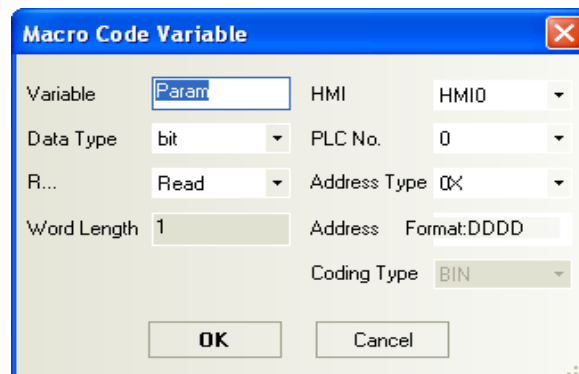 Macro Code Variable
Variable Param HMI HMI0
Data Type bit PLC No. 0
R... Read Address Type 0X
Word Length 1 Address Format:DDDD
Coding Type BIN
OK Cancel